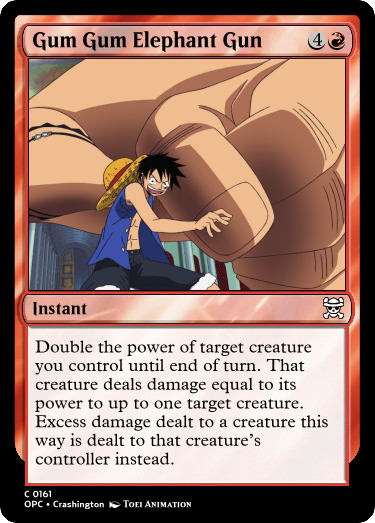 Gum Gum Elephant Gun 4
Instant
Double the power of target creature
you control until end of turn. That
creature deals damage equal to its
power to up to one target creature.
Excess damage dealt to a creature this
way is dealt to that creature's
controller instead.
C 0161
OPC • Crashington TOEI ANIMATION